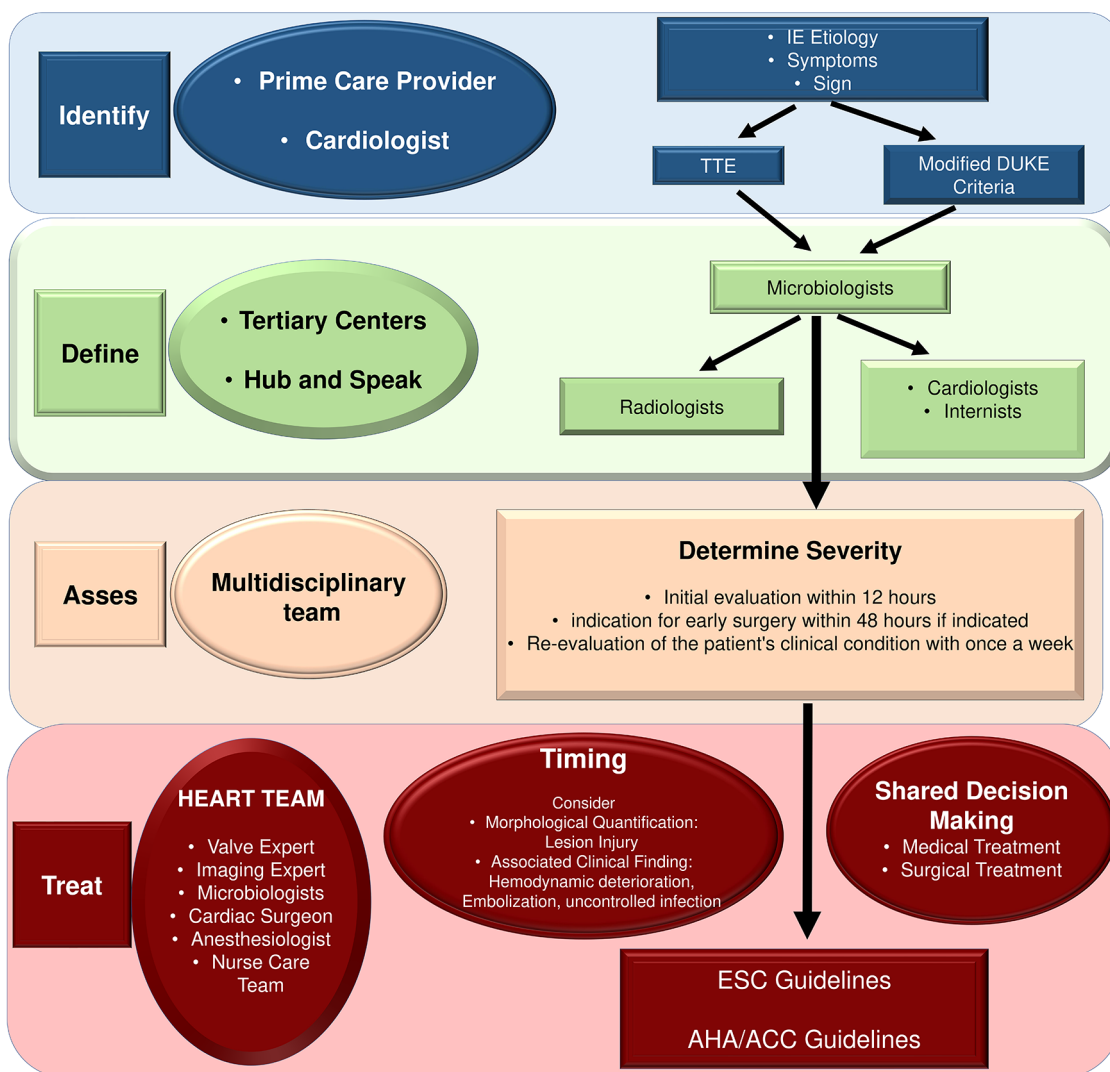 Identify
• Prime Care Provider
• Cardiologist
• IE Etiology
• Symptoms
• Sign
TTE
Modified DUKE
Criteria
Define
• Tertiary Centers
• Hub and Speak
Microbiologists
Radiologists
• Cardiologists
• Internists
Asses
Multidisciplinary
team
Determine Severity
• Initial evaluation within 12 hours
• indication for early surgery within 48 hours if indicated
• Re-evaluation of the patient's clinical condition with once a week
Treat
HEART TEAM
• Valve Expert
• Imaging Expert
• Microbiologists
• Cardiac Surgeon
• Anesthesiologist
• Nurse Care
Team
Timing
Consider
• Morphological Quantification:
Lesion Injury
• Associated Clinical Finding:
Hemodynamic deterioration,
Embolization, uncontrolled infection
Shared Decision
Making
• Medical Treatment
• Surgical Treatment
ESC Guidelines
AHA/ACC Guidelines